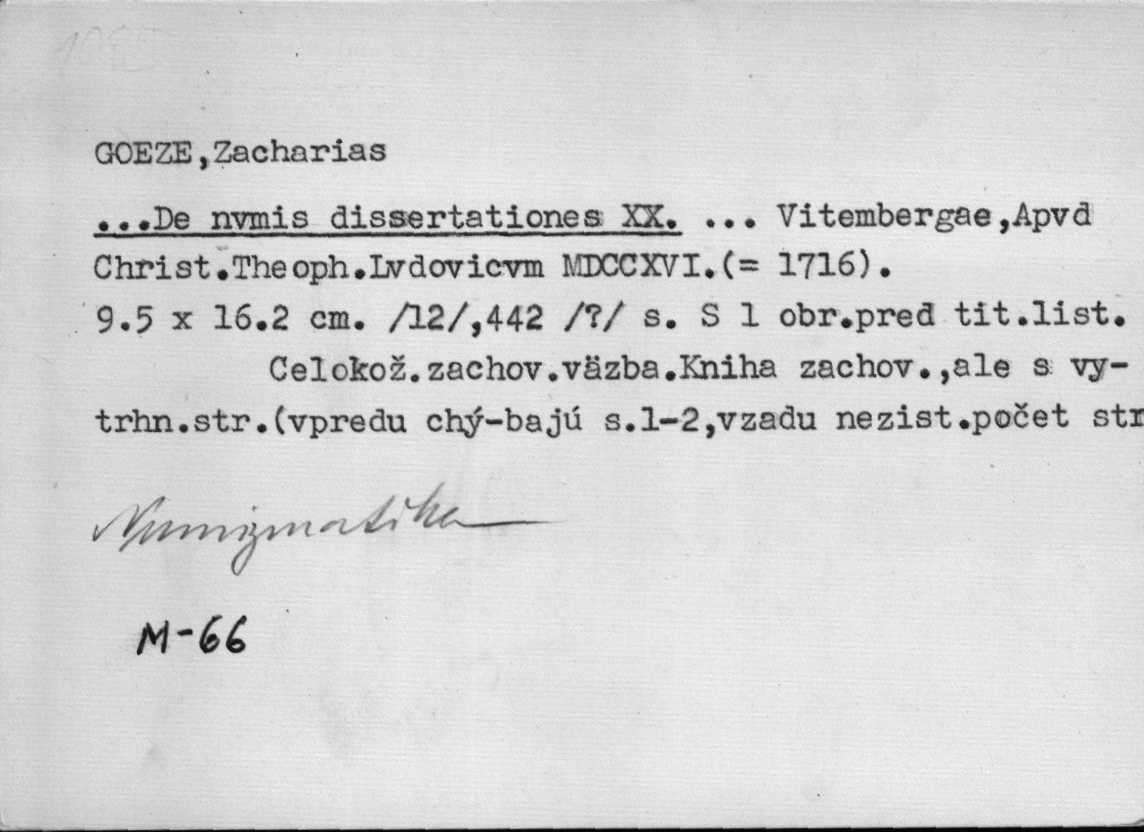 GOEZE,Zacharias
...De nvmis dissertationes XX. ... Vitembergae,Apvd
Christ.Theoph.Lvdovicvm MDCCXVI.(= 1716).
9.5 x 16.2 cm. /12/,442 /?/ s. S 1 obr.pred tit.list.
Celokož.zachov.väzba.Kniha zachov.,ale s vy-
trhn.str.(vpredu chý-bajú s.1-2,vzadu nezist.počet str
Numizmatika
M-66